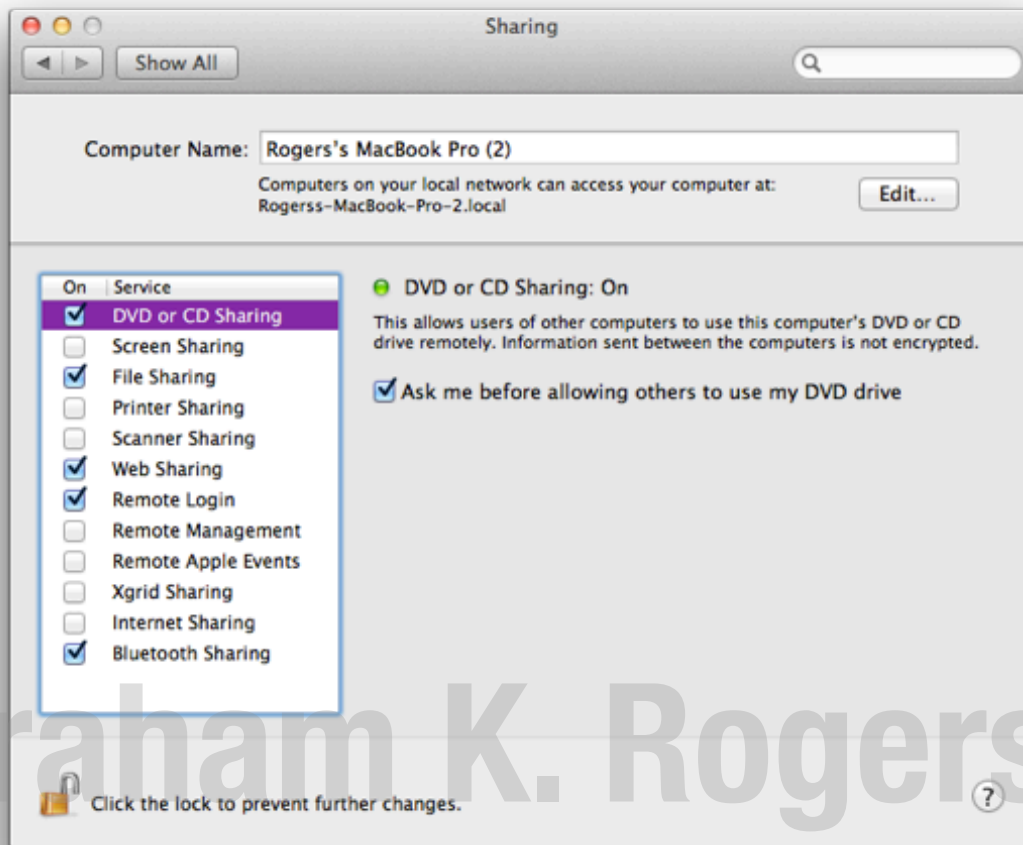 Sharing
Show All
Computer Name: Rogers's MacBook Pro (2)
Computers on your local network can access your computer at:
Rogerss-MacBook-Pro-2.local
Edit...
On Service
DVD or CD Sharing
Screen Sharing
File Sharing
Printer Sharing
Scanner Sharing
Web Sharing
Remote Login
Remote Management
Remote Apple Events
Xgrid Sharing
Internet Sharing
Bluetooth Sharing
DVD or CD Sharing: On
This allows users of other computers to use this computer's DVD or CD
drive remotely. Information sent between the computers is not encrypted.
Ask me before allowing others to use my DVD drive
raham K. Rogers
Click the lock to prevent further changes.
?